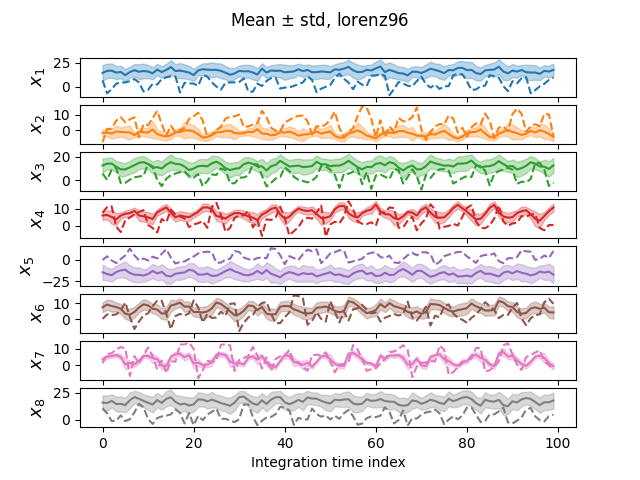 Mean ± std, lorenz96
25
0
x₁
10
0
x₂
20
0
x₃
10
0
x₄
0
−25
x₅
10
0
x₆
10
0
x₇
25
0
x₈
0 20 40 60 80 100
Integration time index